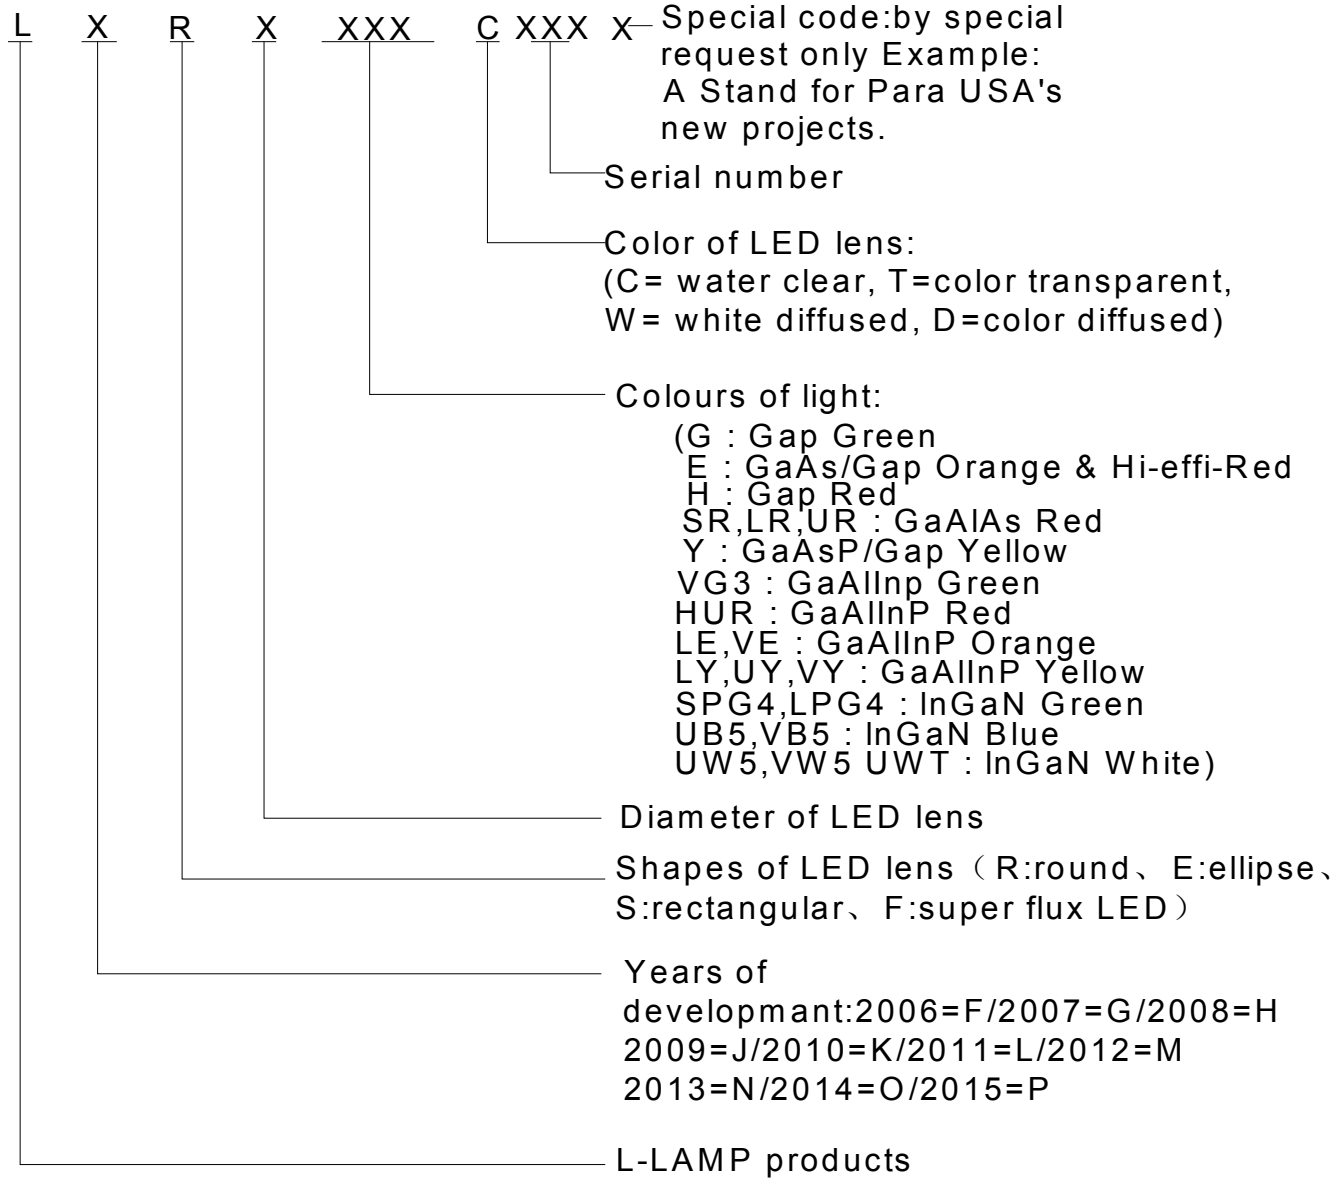 L X R X XXX C XXX X Special code:by special
request only Example:
A Stand for Para USA's
new projects.
Serial number
Color of LED lens:
(C= water clear, T=color transparent,
W= white diffused, D=color diffused)
Colours of light:
(G : Gap Green
E : GaAs/Gap Orange & Hi-effi-Red
H : Gap Red
SR,LR,UR : GaAlAs Red
Y : GaAsP/Gap Yellow
VG3 : GaAlInp Green
HUR : GaAlInP Red
LE,VE : GaAlInP Orange
LY,UY,VY : GaAlInP Yellow
SPG4,LPG4 : InGaN Green
UB5,VB5 : InGaN Blue
UW5,VW5 UWT : InGaN White)
Diameter of LED lens
Shapes of LED lens（R:round、E:ellipse、
S:rectangular、F:super flux LED）
Years of
developmant:2006=F/2007=G/2008=H
2009=J/2010=K/2011=L/2012=M
2013=N/2014=O/2015=P
L-LAMP products